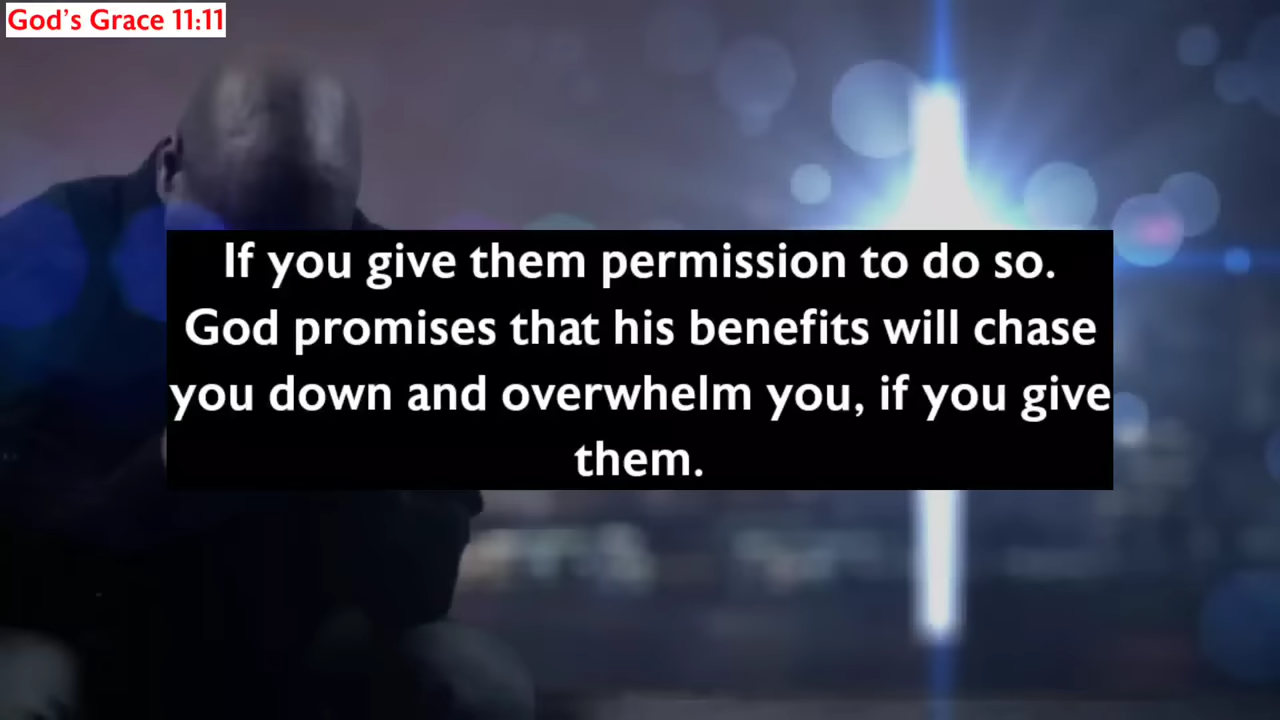 God's Grace 11:11
If you give them permission to do so.
God promises that his benefits will chase
you down and overwhelm you, if you give
them.